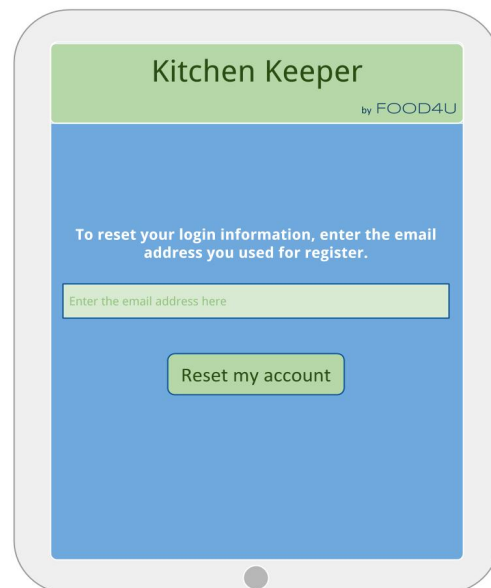 Kitchen Keeper
by FOOD4U
To reset your login information, enter the email
address you used for register.
Enter the email address here
Reset my account